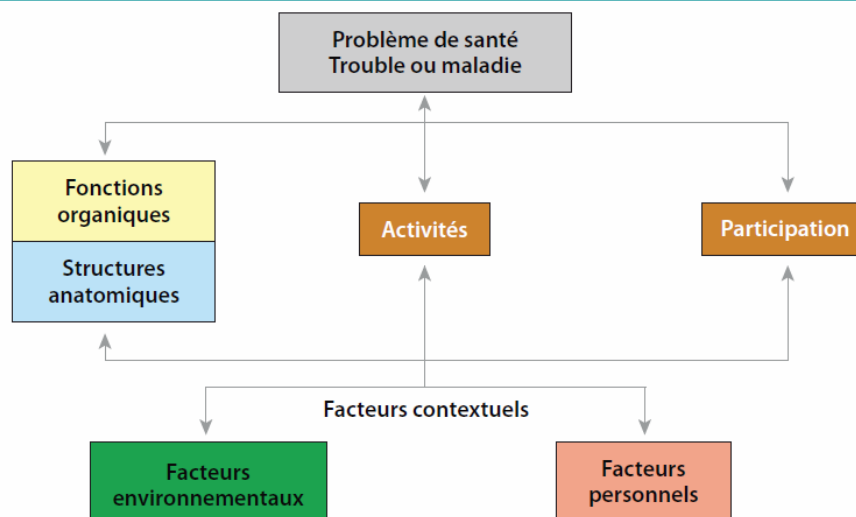 Problème de santé
Trouble ou maladie
Fonctions
organiques
Structures
anatomiques
Activités
Participation
Facteurs contextuels
Facteurs
environnementaux
Facteurs
personnels